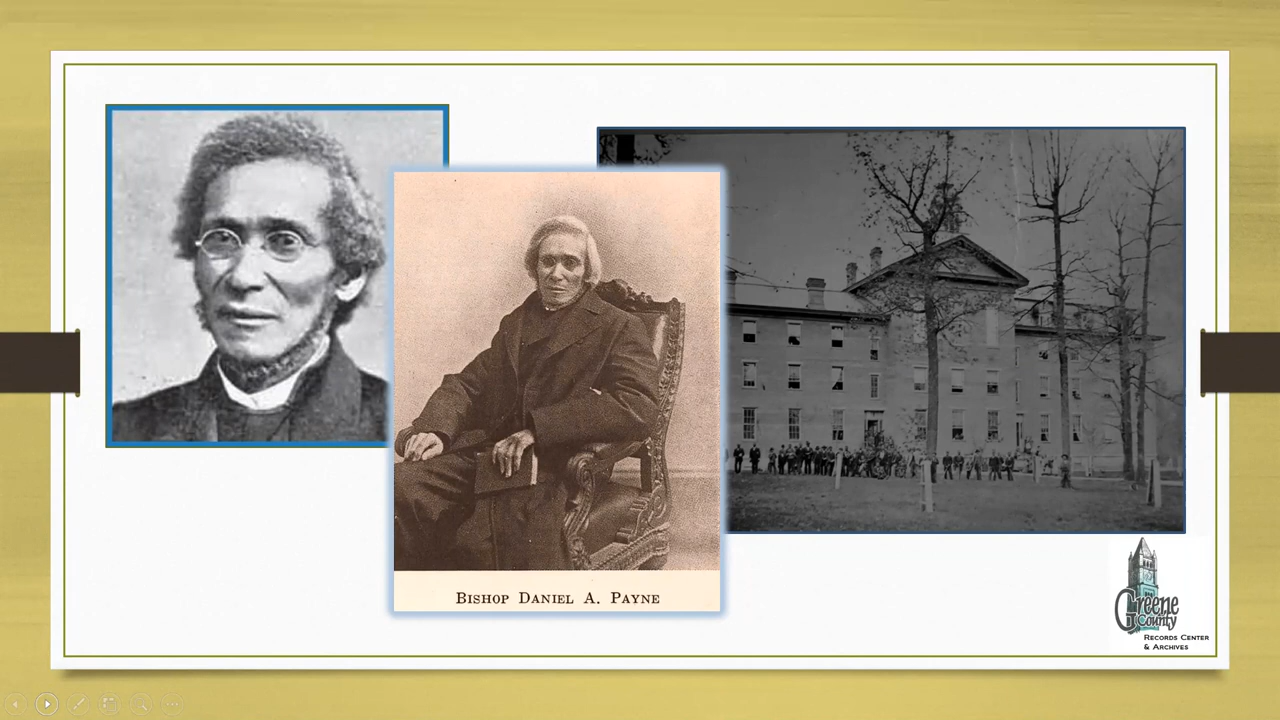 BISHOP DANIEL A. PAYNE
Greene
County
RECORDS CENTER
& ARCHIVES